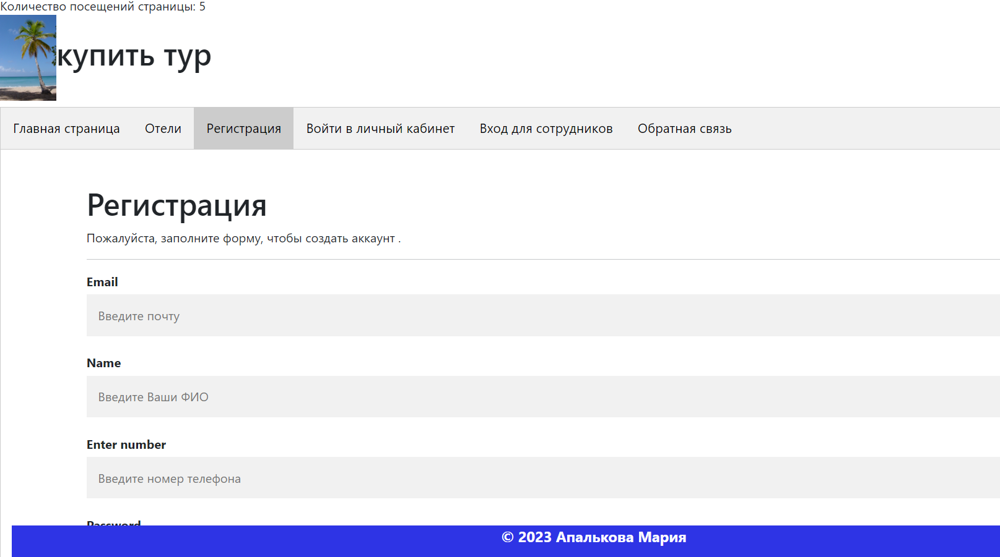 Количество посещений страницы: 5
купить тур
Главная страница Отели Регистрация Войти в личный кабинет Вход для сотрудников Обратная связь
Регистрация
Пожалуйста, заполните форму, чтобы создать аккаунт .
Email
Введите почту
Name
Введите Ваши ФИО
Enter number
Введите номер телефона
Password
© 2023 Апалькова Мария